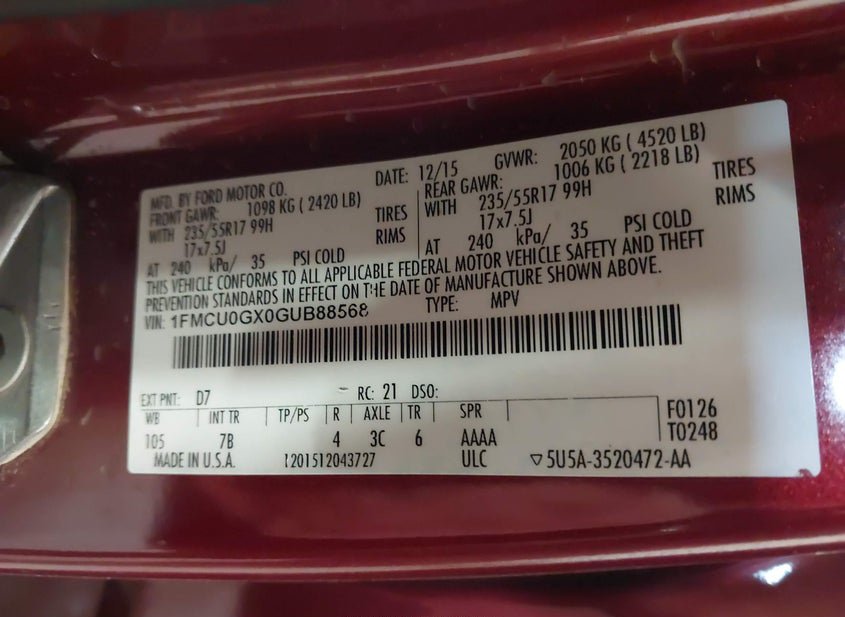 MFD. BY FORD MOTOR CO. DATE: 12/15 GVWR: 2050 KG ( 4520 LB)
FRONT GAWR: 1098 KG ( 2420 LB) REAR GAWR: 1006 KG ( 2218 LB)
WITH 235/55R17 99H TIRES WITH 235/55R17 99H TIRES
17x7.5J RIMS 17x7.5J RIMS
AT 240 kPa/ 35 PSI COLD AT 240 kPa/ 35 PSI COLD
THIS VEHICLE CONFORMS TO ALL APPLICABLE FEDERAL MOTOR VEHICLE SAFETY AND THEFT
PREVENTION STANDARDS IN EFFECT ON THE DATE OF MANUFACTURE SHOWN ABOVE.
VIN: 1FMCU0GX0GUB88568 TYPE: MPV
EXT PNT: D7 RC: 21 DSO:
WB INT TR TP/PS R AXLE TR SPR F0126
105 7B 4 3C 6 AAAA T0248
MADE IN U.S.A. 1201512043727 ULC ▽5U5A-3520472-AA